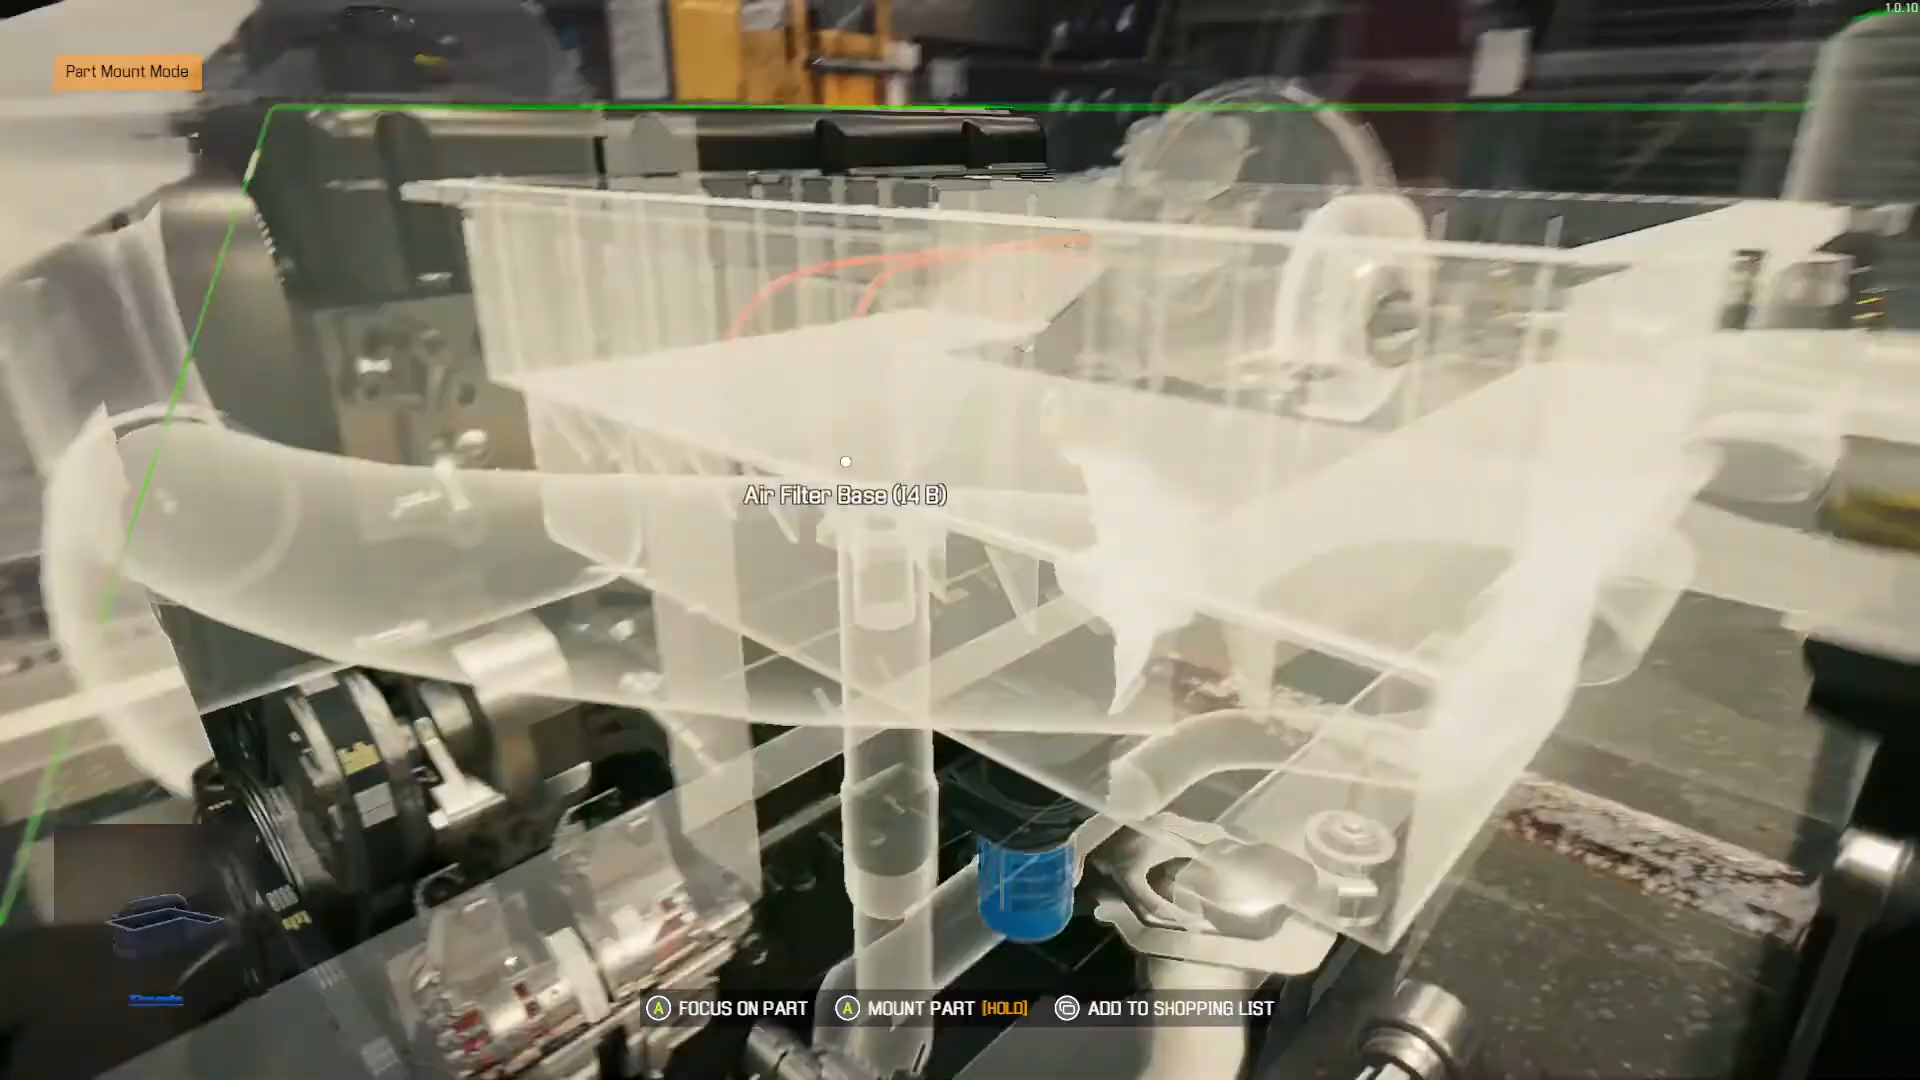 1.0.10
Part Mount Mode
Air Filter Base (I4 B)
A FOCUS ON PART
A MOUNT PART [HOLD]
ADD TO SHOPPING LIST